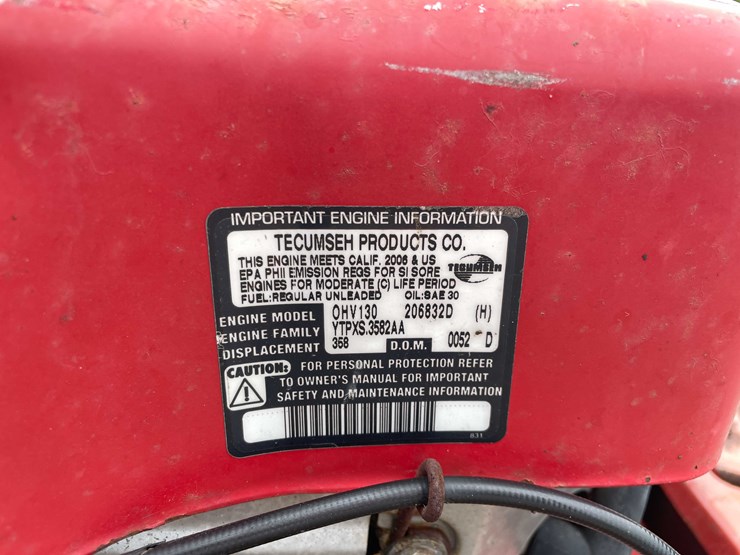 IMPORTANT ENGINE INFORMATION
TECUMSEH PRODUCTS CO.
THIS ENGINE MEETS CALIF. 2006 & US
EPA PHII EMISSION REGS FOR SI SORE
ENGINES FOR MODERATE (C) LIFE PERIOD
FUEL:REGULAR UNLEADED OIL:SAE 30
TECUMSEH
ENGINE MODEL OHV130 206832D (H)
ENGINE FAMILY YTPXS.3582AA
DISPLACEMENT 358 D.O.M. 0052 D
CAUTION: FOR PERSONAL PROTECTION REFER
TO OWNER'S MANUAL FOR IMPORTANT
SAFETY AND MAINTENANCE INFORMATION
631